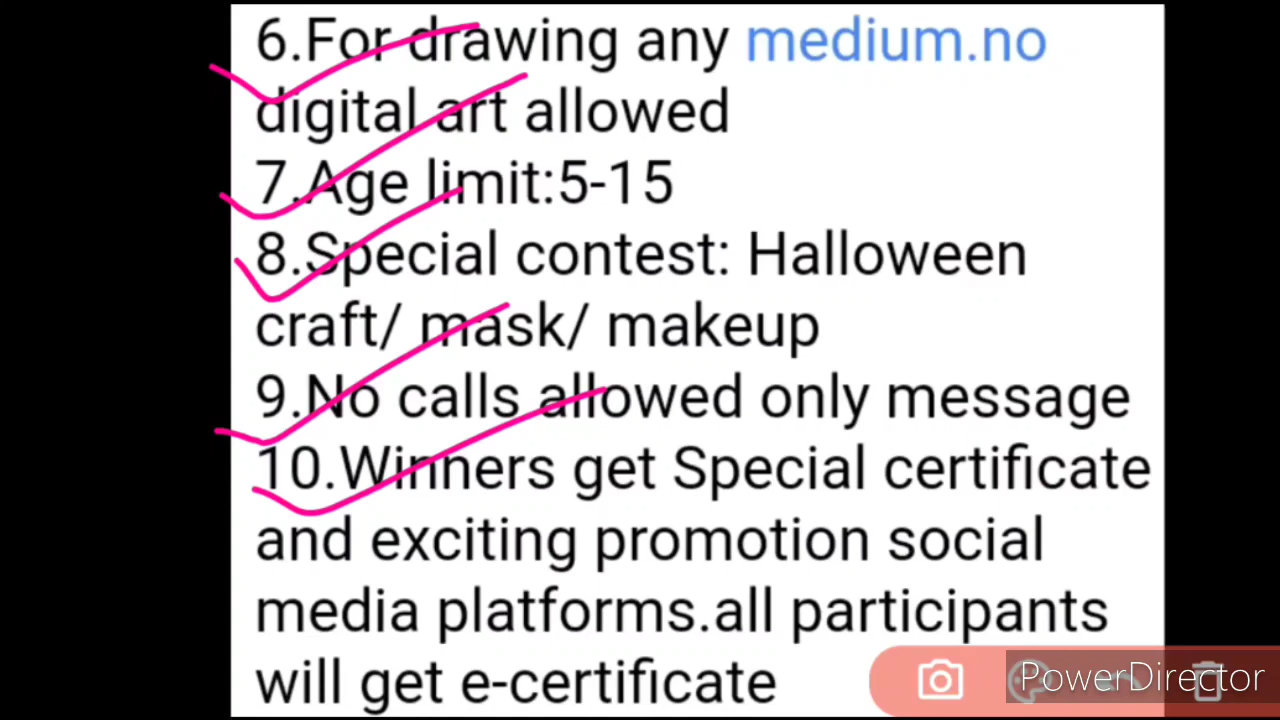 6.For drawing any medium.no
digital art allowed
7.Age limit:5-15
8.Special contest: Halloween
craft/ mask/ makeup
9.No calls allowed only message
10.Winners get Special certificate
and exciting promotion social
media platforms.all participants
will get e-certificate
PowerDirector